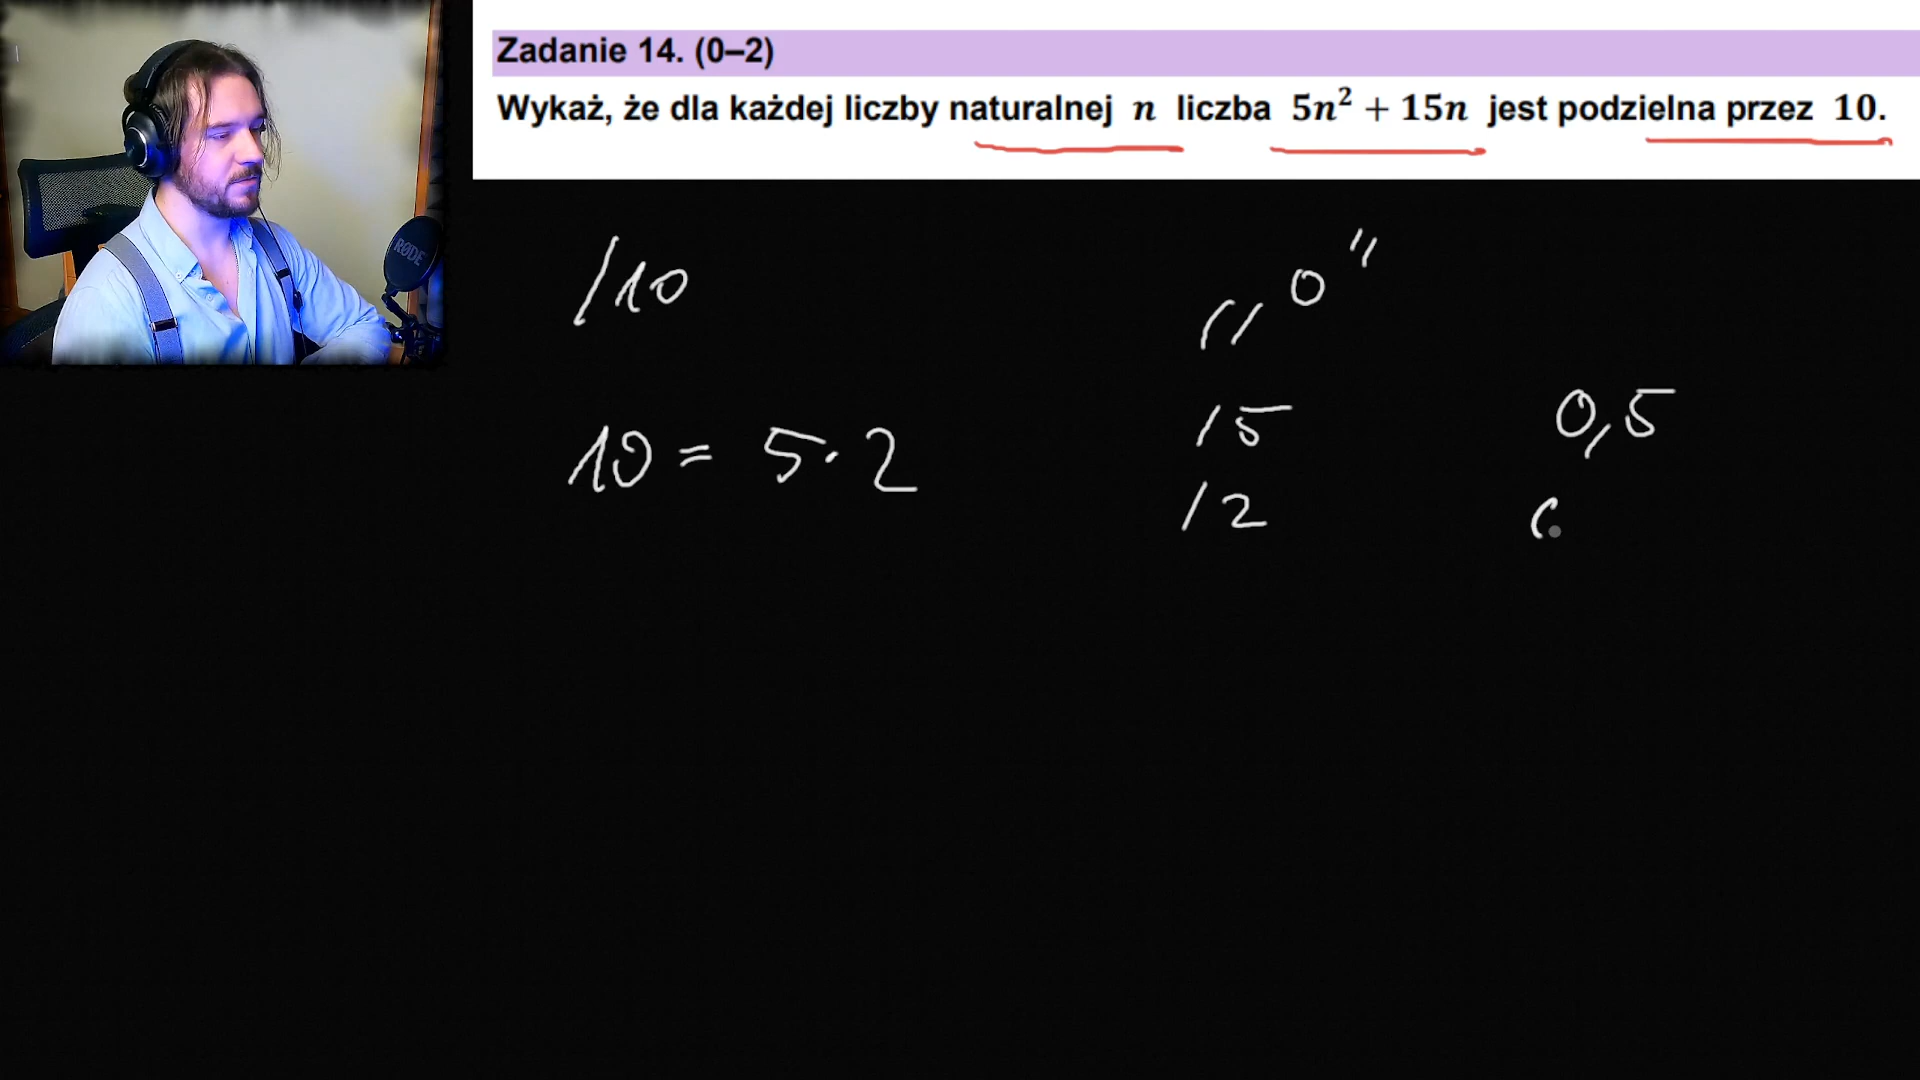 Zadanie 14. (0–2)
Wykaż, że dla każdej liczby naturalnej n liczba 5n² + 15n jest podzielna przez 10.
/10
„0”
10 = 5·2
/5
0,5
/2
RØDE